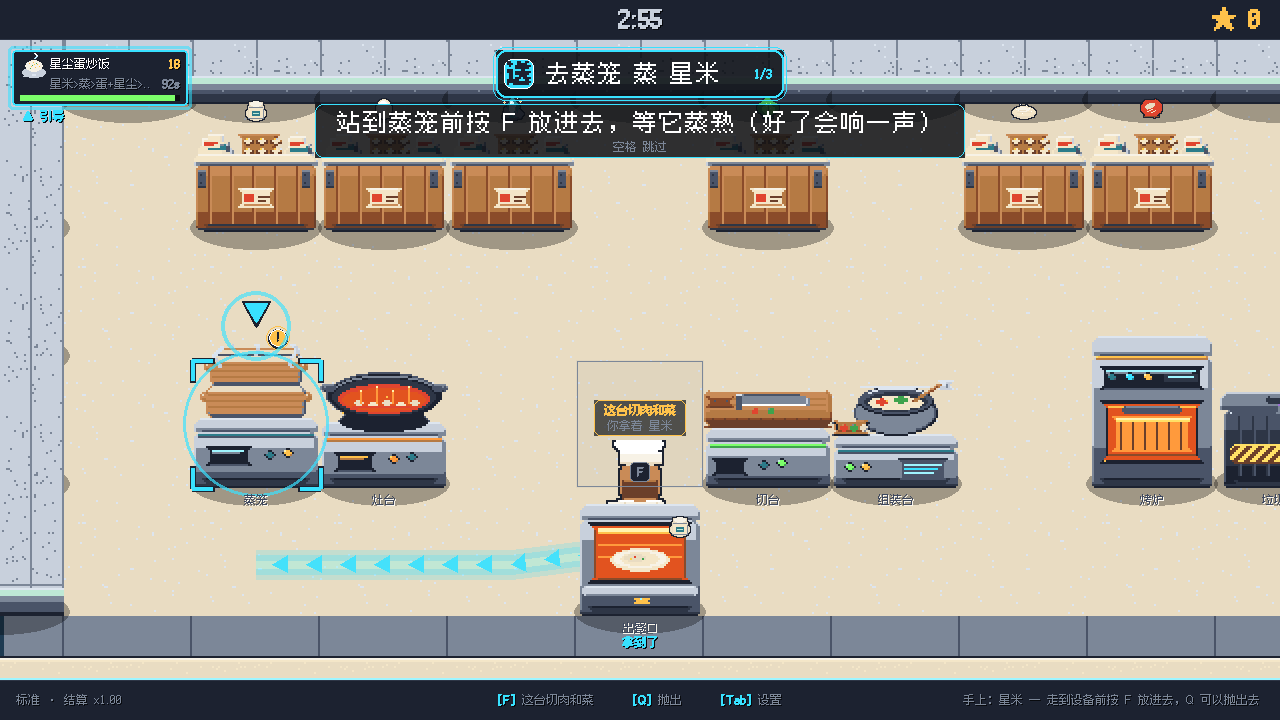 2:55
0
星尘蛋炒饭 18
星米>蒸>蛋+星尘>.. 92s
引导
去蒸笼 蒸 星米 1/3
站到蒸笼前按 F 放进去，等它蒸熟（好了会响一声）
空格 跳过
这台切肉和菜
你拿着 星米
F
蒸笼
灶台
切台
组装台
烤炉
出餐口
拿到了
标准 · 结算 x1.00
[F] 这台切肉和菜
[Q] 抛出
[Tab] 设置
手上: 星米 — 走到设备前按 F 放进去, Q 可以抛出去